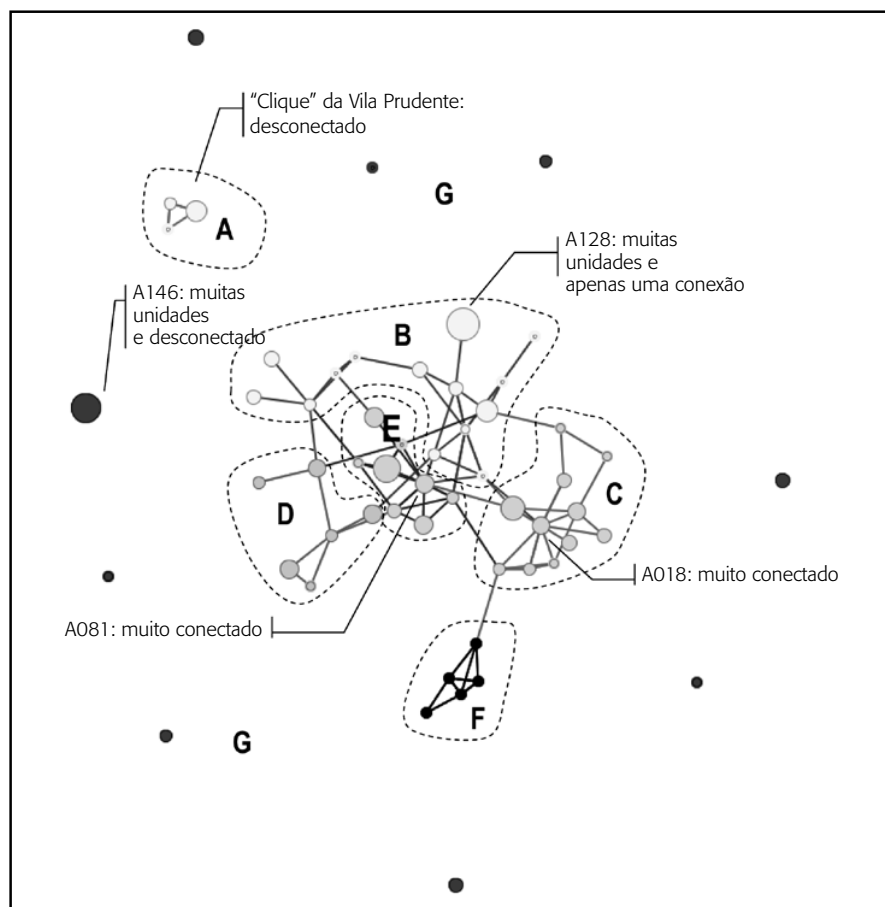 “Clique” da Vila Prudente:
desconectado
G
A
A128: muitas
unidades e
apenas uma conexão
A146: muitas
unidades
e desconectado
B
E
C
D
A018: muito conectado
A081: muito conectado
F
G